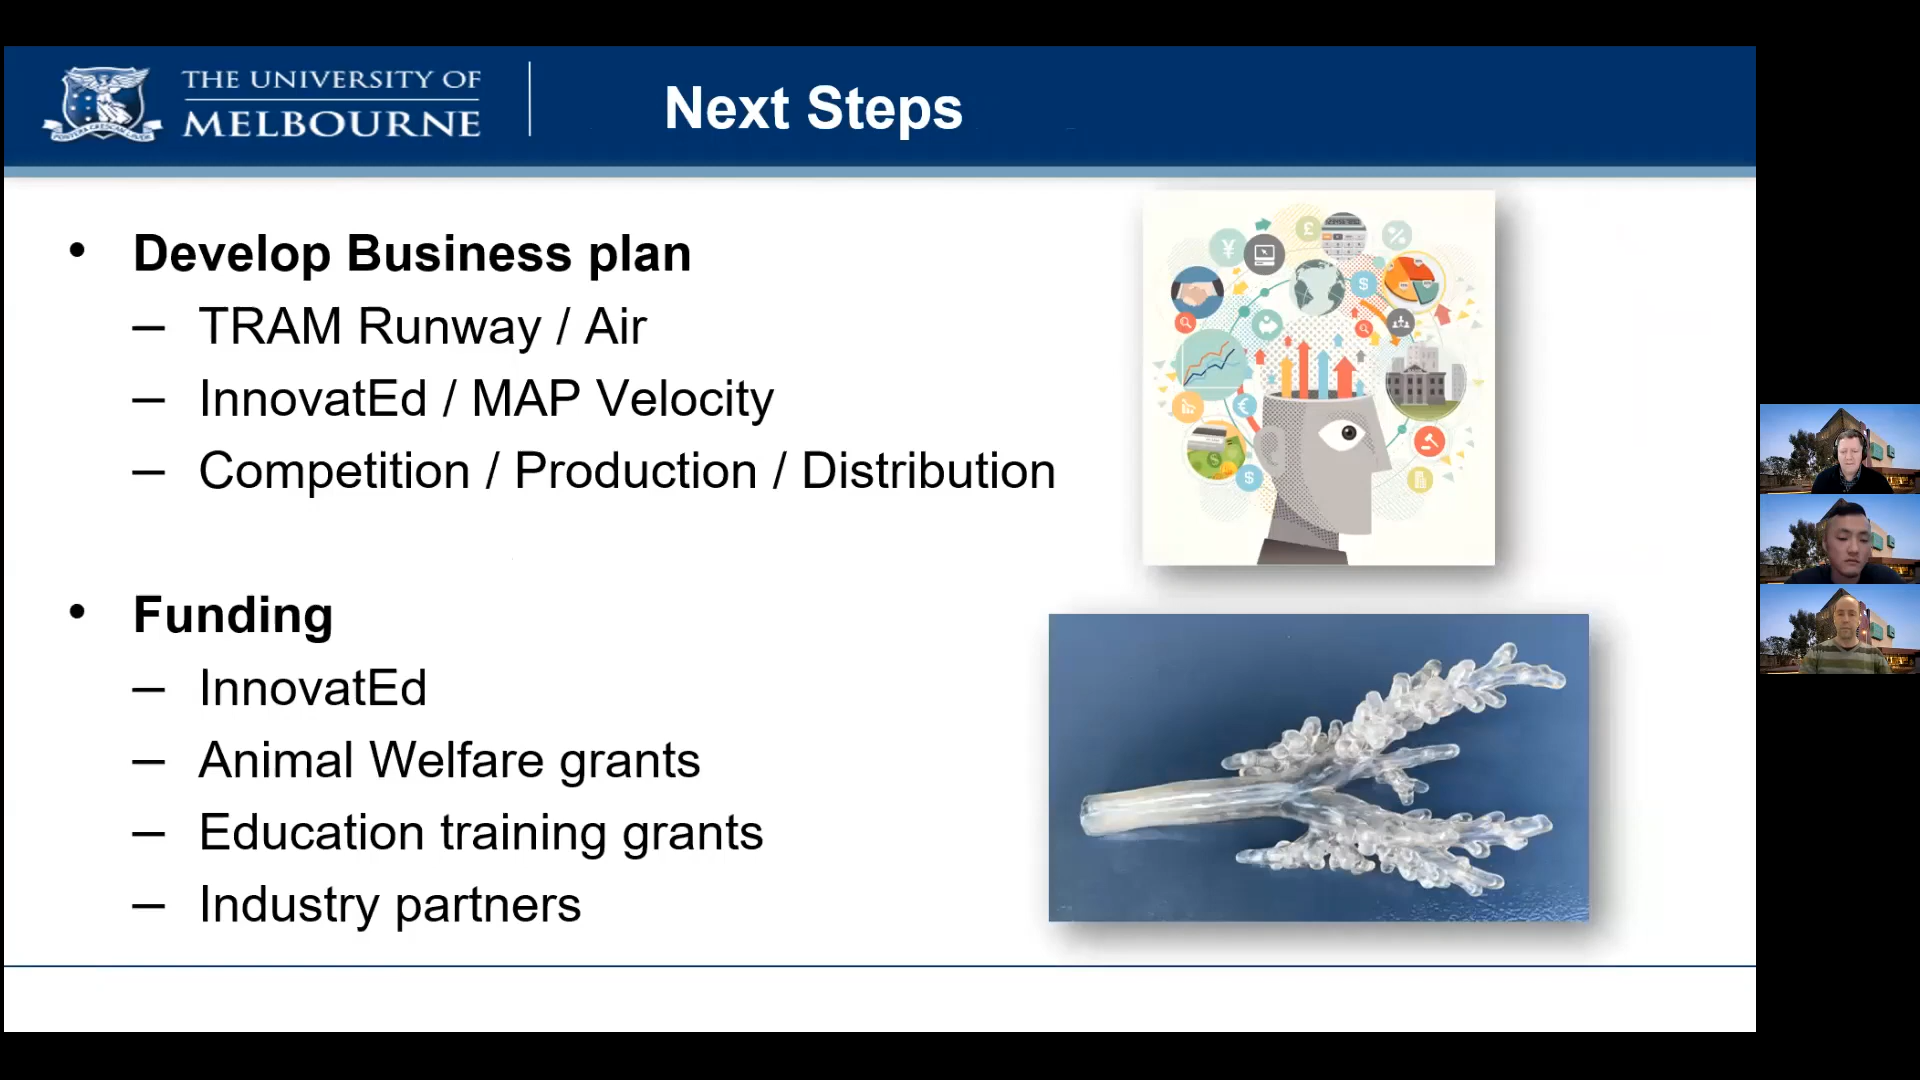 THE UNIVERSITY OF
MELBOURNE
Next Steps
• Develop Business plan
– TRAM Runway / Air
– InnovatEd / MAP Velocity
– Competition / Production / Distribution
• Funding
– InnovatEd
– Animal Welfare grants
– Education training grants
– Industry partners